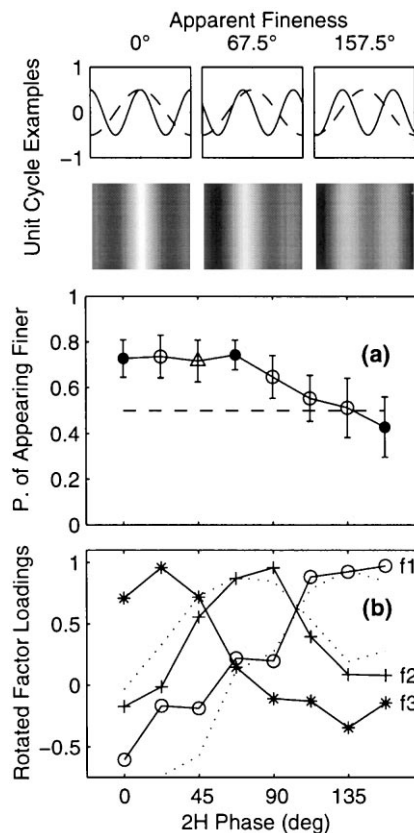 Apparent Fineness
0° 67.5° 157.5°
Unit Cycle Examples
1
0
−1
P. of Appearing Finer
1
0.8
0.6
0.4
0.2
0
(a)
Rotated Factor Loadings
1
0.5
0
−0.5
f1
(b)
f2
f3
0 45 90 135
2H Phase (deg)